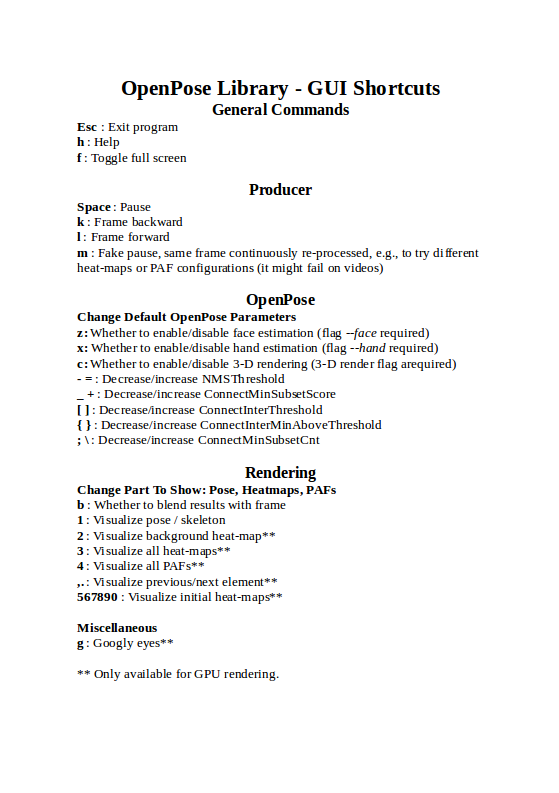 OpenPose Library - GUI Shortcuts
General Commands
Esc : Exit program
h : Help
f : Toggle full screen
Producer
Space : Pause
k : Frame backward
l : Frame forward
m : Fake pause, same frame continuously re-processed, e.g., to try different
heat-maps or PAF configurations (it might fail on videos)
OpenPose
Change Default OpenPose Parameters
z: Whether to enable/disable face estimation (flag --face required)
x: Whether to enable/disable hand estimation (flag --hand required)
c: Whether to enable/disable 3-D rendering (3-D render flag arequired)
- = : Decrease/increase NMSThreshold
_ + : Decrease/increase ConnectMinSubsetScore
[ ] : Decrease/increase ConnectInterThreshold
{ } : Decrease/increase ConnectInterMinAboveThreshold
; \ : Decrease/increase ConnectMinSubsetCnt
Rendering
Change Part To Show: Pose, Heatmaps, PAFs
b : Whether to blend results with frame
1 : Visualize pose / skeleton
2 : Visualize background heat-map**
3 : Visualize all heat-maps**
4 : Visualize all PAFs**
,. : Visualize previous/next element**
567890 : Visualize initial heat-maps**
Miscellaneous
g : Googly eyes**
** Only available for GPU rendering.